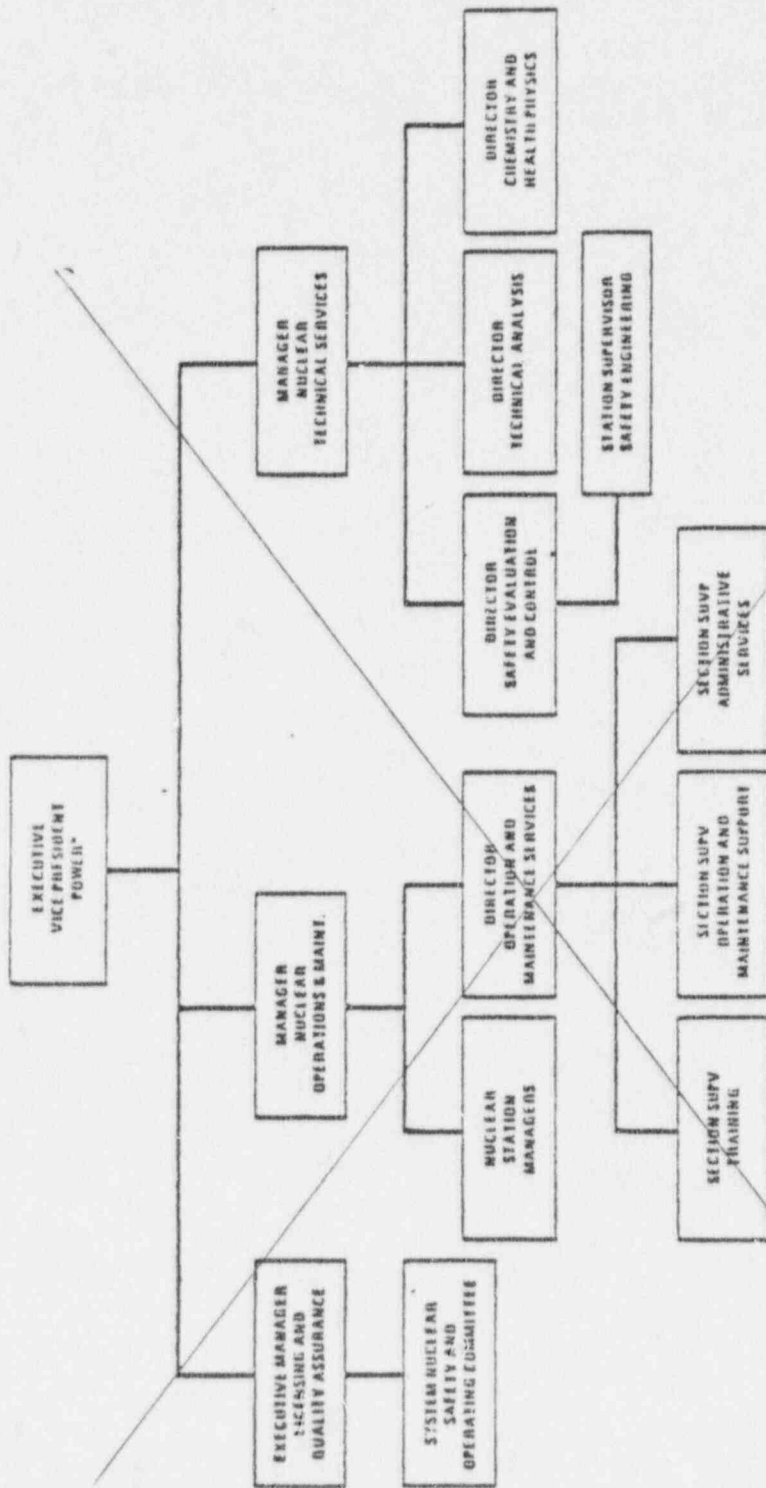 EXECUTIVE
VICE PRESIDENT
POWER*
EXECUTIVE MANAGER
LICENSING AND
QUALITY ASSURANCE
MANAGER
NUCLEAR
OPERATIONS & MAINT.
MANAGER
NUCLEAR
TECHNICAL SERVICES
SYSTEM NUCLEAR
SAFETY AND
OPERATING COMMITTEE
NUCLEAR
STATION
MANAGERS
DIRECTOR
OPERATION AND
MAINTENANCE SERVICES
DIRECTOR
SAFETY EVALUATION
AND CONTROL
DIRECTOR
TECHNICAL ANALYSIS
DIRECTOR
CHEMISTRY AND
HEALTH PHYSICS
STATION SUPERVISOR
SAFETY ENGINEERING
SECTION SUPV
TRAINING
SECTION SUPV
OPERATION AND
MAINTENANCE SUPPORT
SECTION SUVP
ADMINISTRATIVE
SERVICES